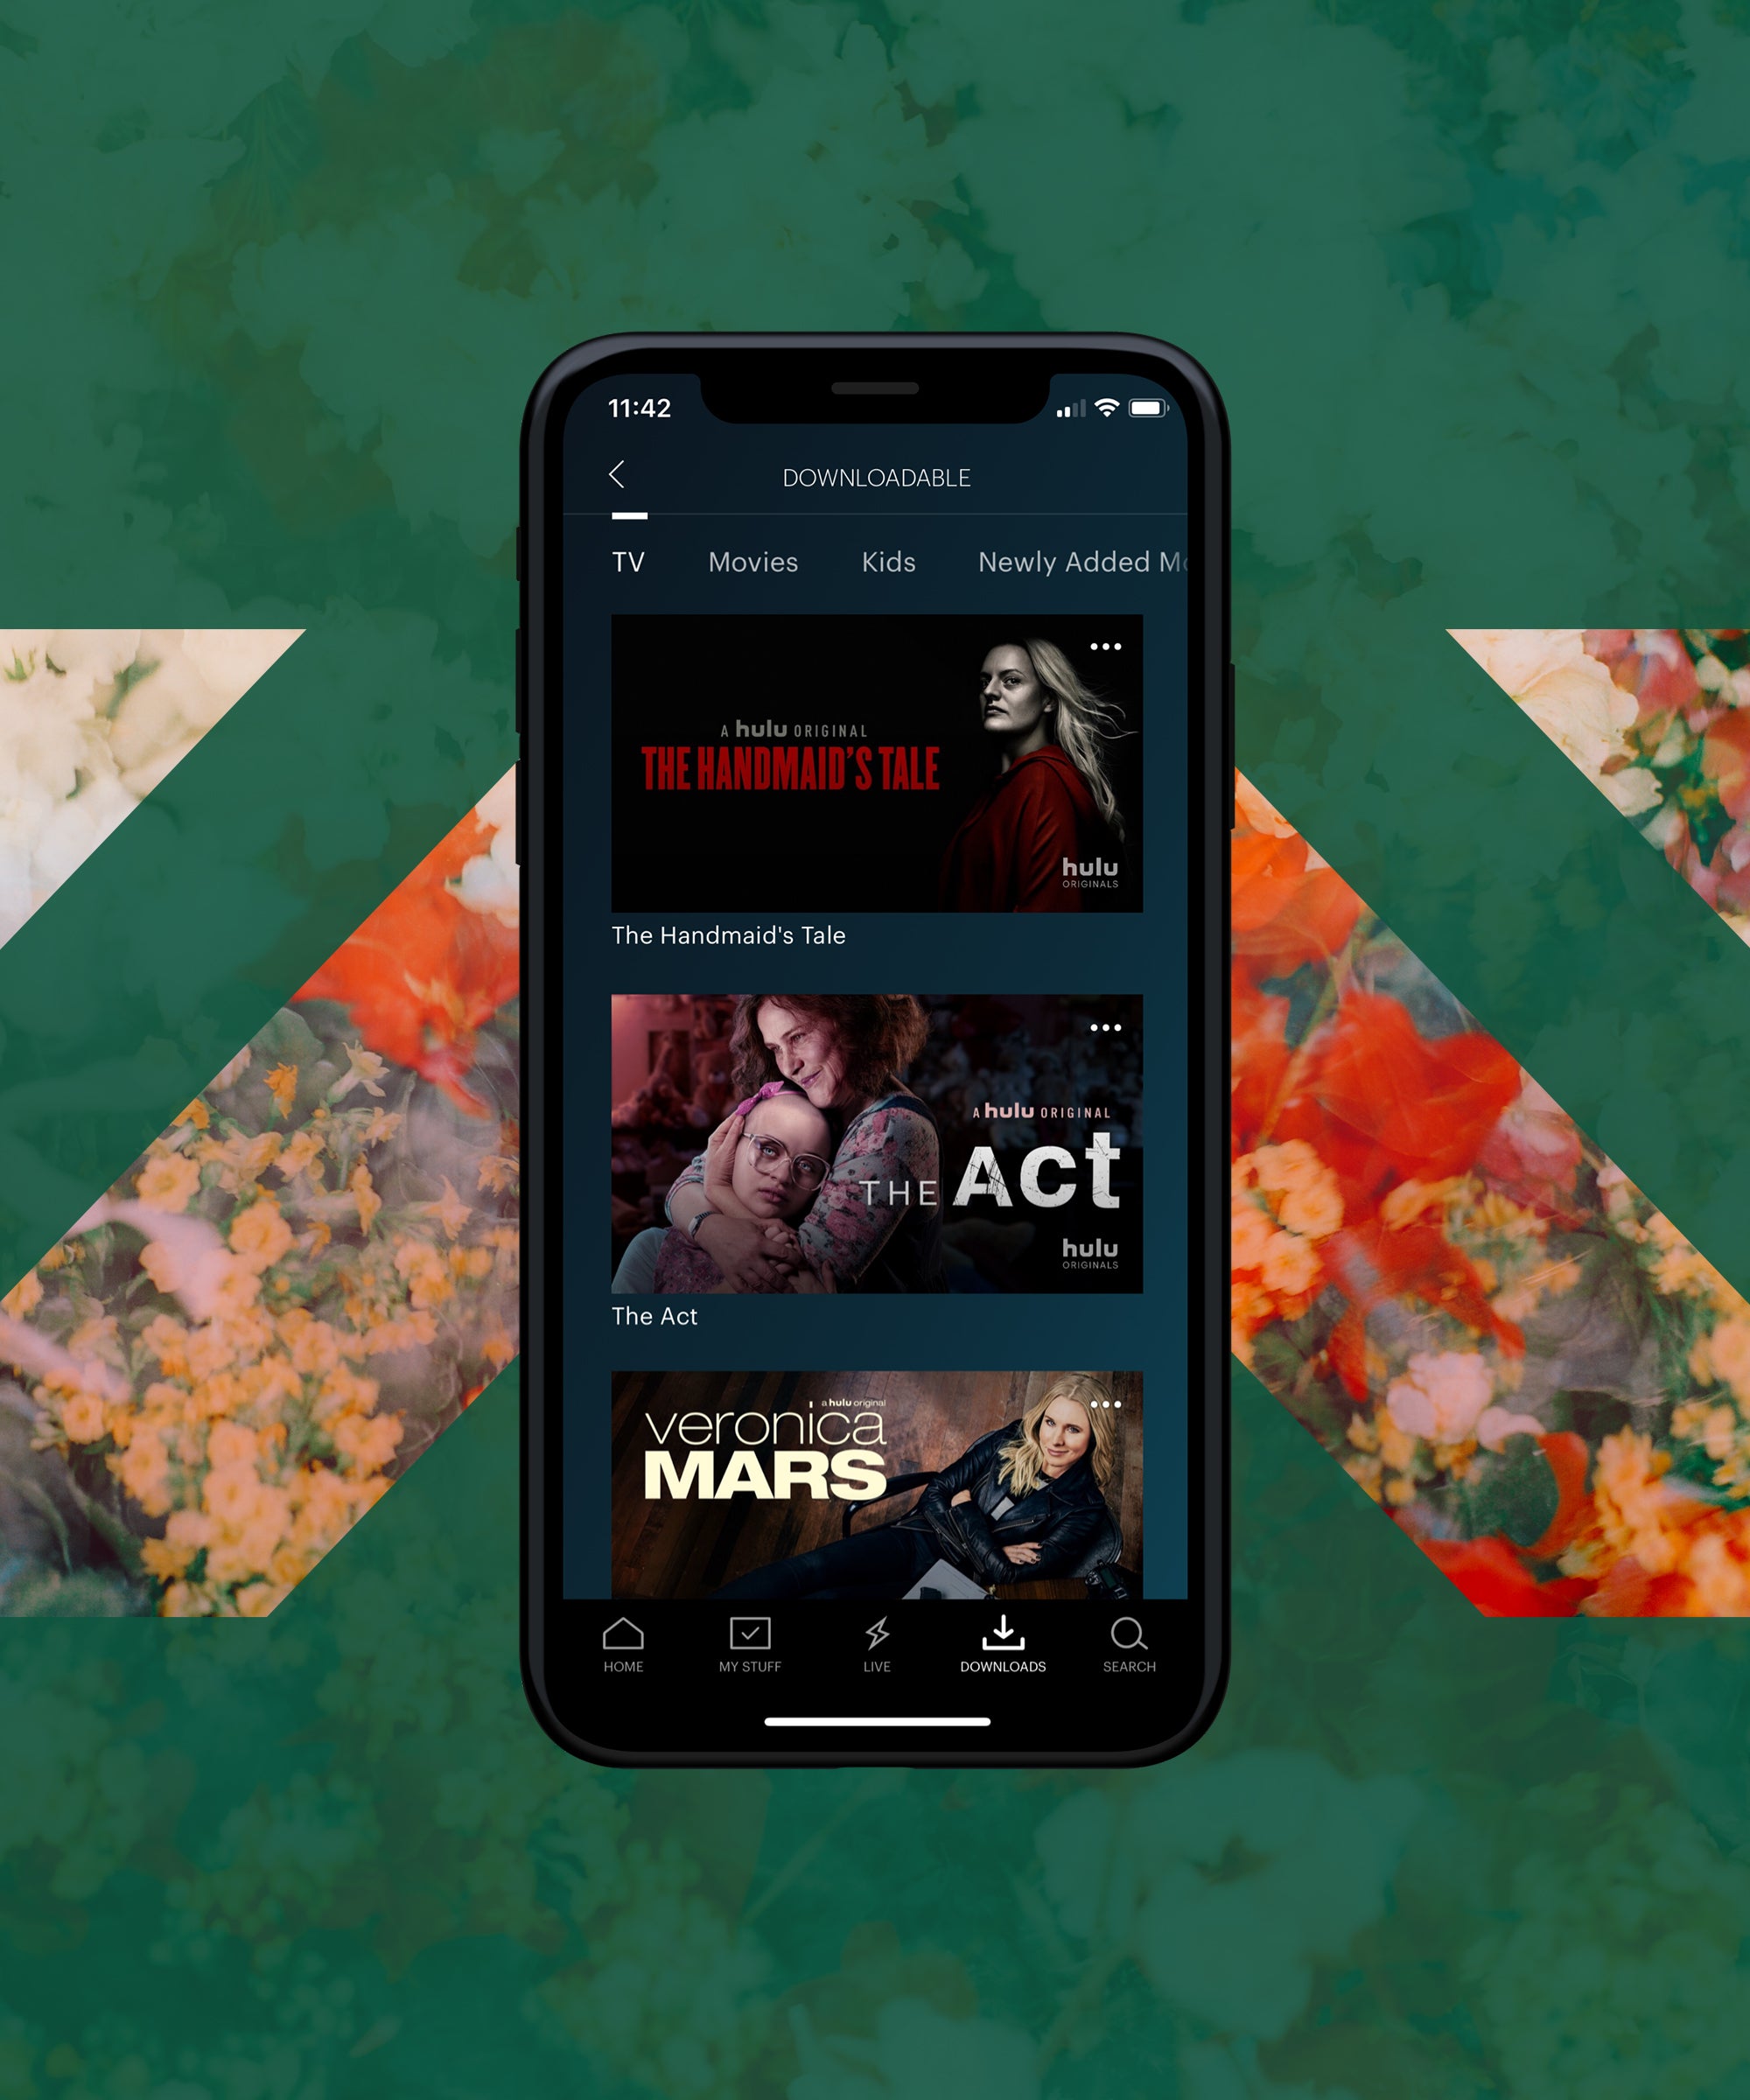 11:42
DOWNLOADABLE
TV Movies Kids Newly Added
A hulu ORIGINAL
THE HANDMAID'S TALE
hulu
ORIGINALS
The Handmaid's Tale
A hulu ORIGINAL
THE ACt
hulu
ORIGINALS
The Act
a hulu original
veronica
MARS
HOME MY STUFF LIVE DOWNLOADS SEARCH